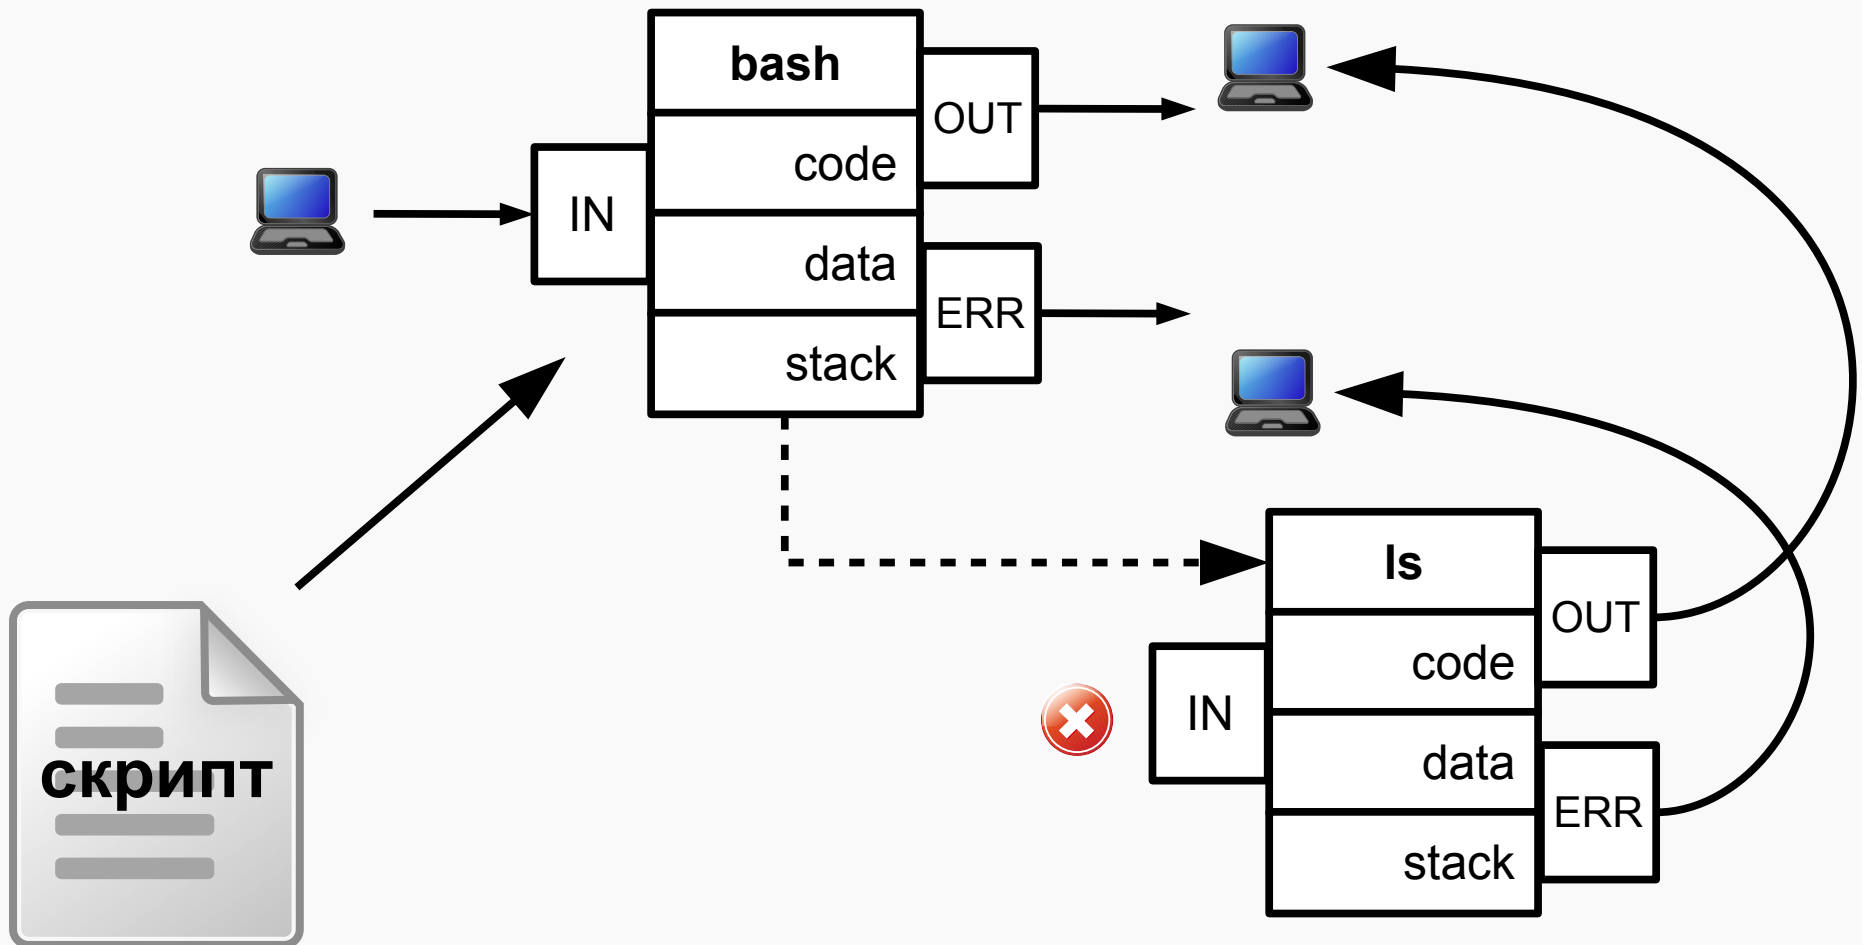 bash
code
data
stack
IN
OUT
ERR
скрипт
ls
code
data
stack
IN
OUT
ERR